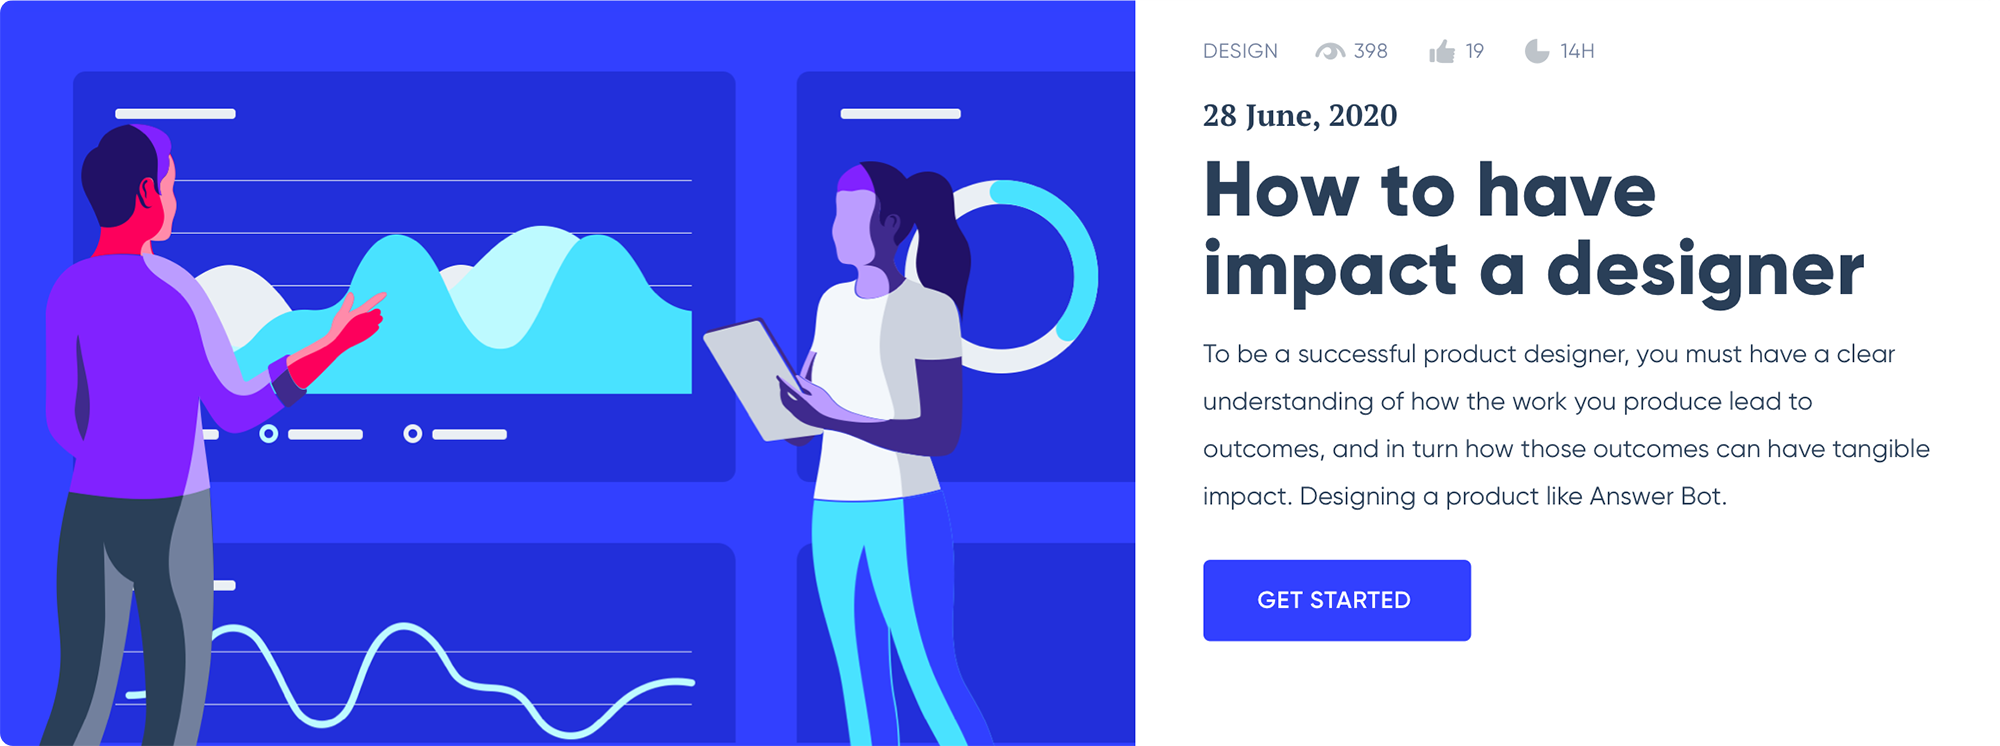 DESIGN 398 19 14H
28 June, 2020
How to have
impact a designer
To be a successful product designer, you must have a clear
understanding of how the work you produce lead to
outcomes, and in turn how those outcomes can have tangible
impact. Designing a product like Answer Bot.
GET STARTED